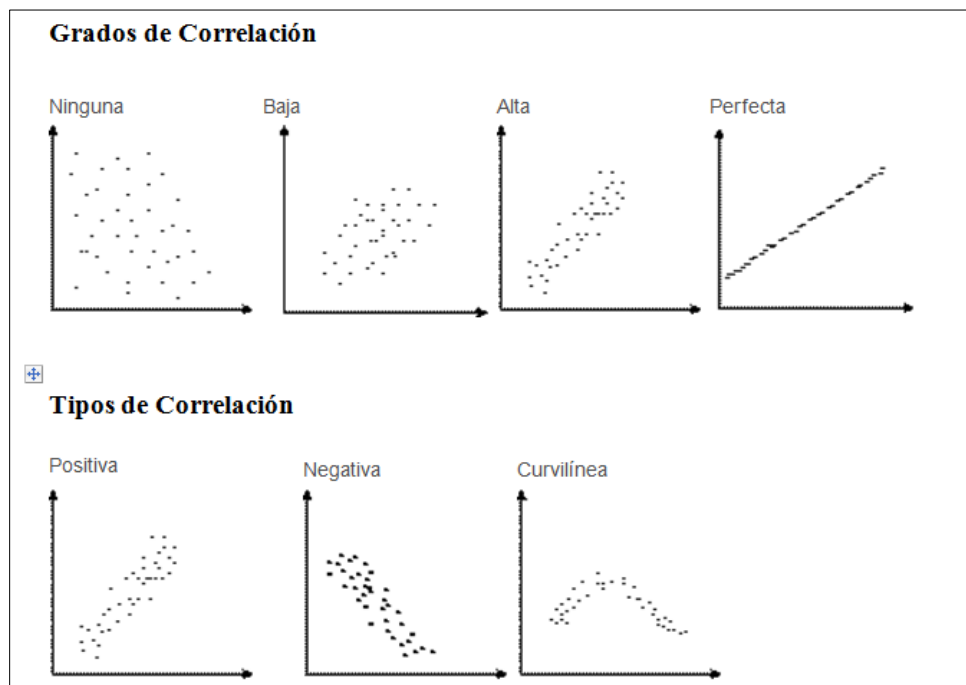 Grados de Correlación
Ninguna
Baja
Alta
Perfecta
Tipos de Correlación
Positiva
Negativa
Curvilínea